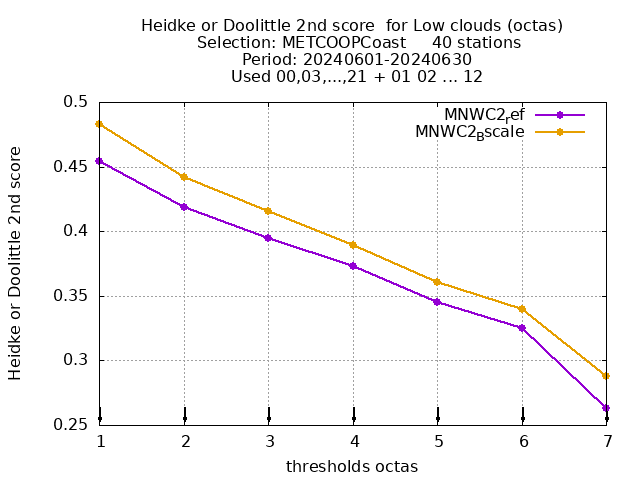 Heidke or Doolittle 2nd score  for Low clouds (octas)
Selection: METCOOPCoast     40 stations
Period: 20240601-20240630
Used 00,03,...,21 + 01 02 ... 12
MNWC2ref
MNWC2Bscale
Heidke or Doolittle 2nd score
0.5
0.45
0.4
0.35
0.3
0.25
1 2 3 4 5 6 7
thresholds octas